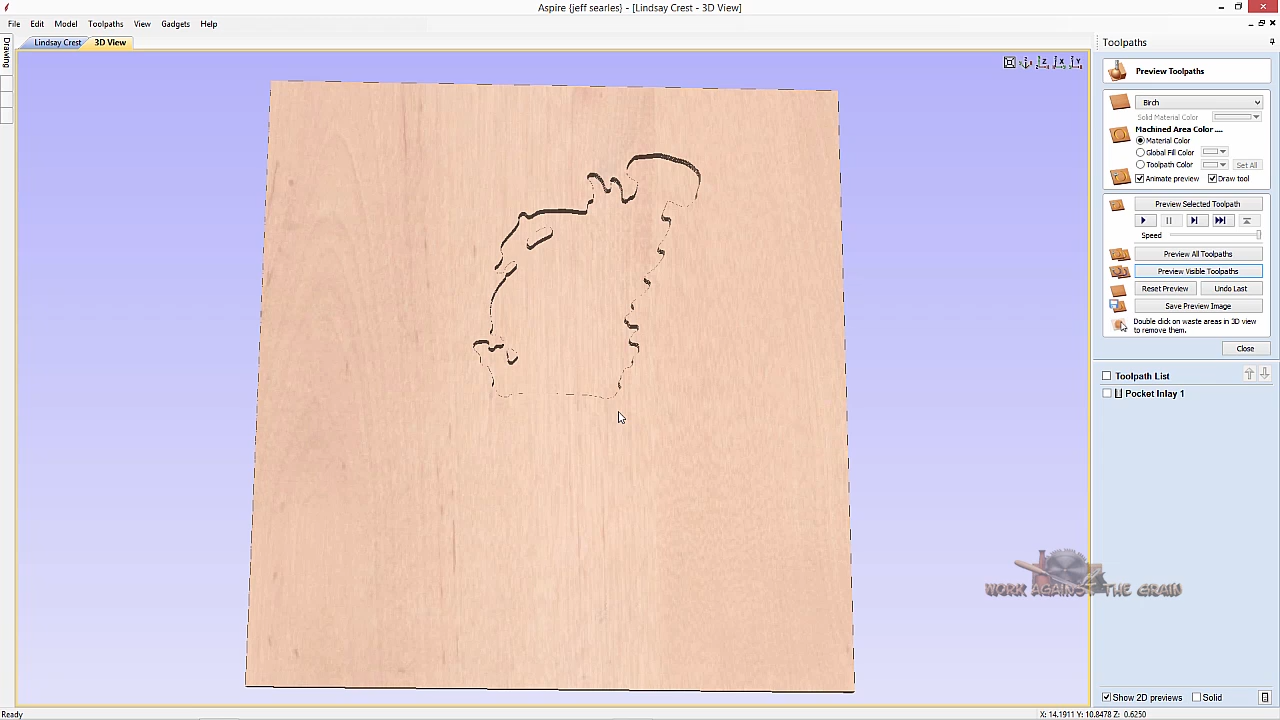 Aspire {jeff searles} - [Lindsay Crest - 3D View]
File Edit Model Toolpaths View Gadgets Help
Drawing
Lindsay Crest 3D View
Toolpaths
Preview Toolpaths
Birch
Solid Material Color
Machined Area Color ....
Material Color
Global Fill Color
Toolpath Color Set All
Animate preview Draw tool
Preview Selected Toolpath
Speed
Preview All Toolpaths
Preview Visible Toolpaths
Reset Preview Undo Last
Save Preview Image
Double click on waste areas in 3D view
to remove them.
Close
Toolpath List
Pocket Inlay 1
WORK AGAINST THE GRAIN
Show 2D previews Solid
Ready
X: 14.1911 Y: 10.8478 Z: 0.6250